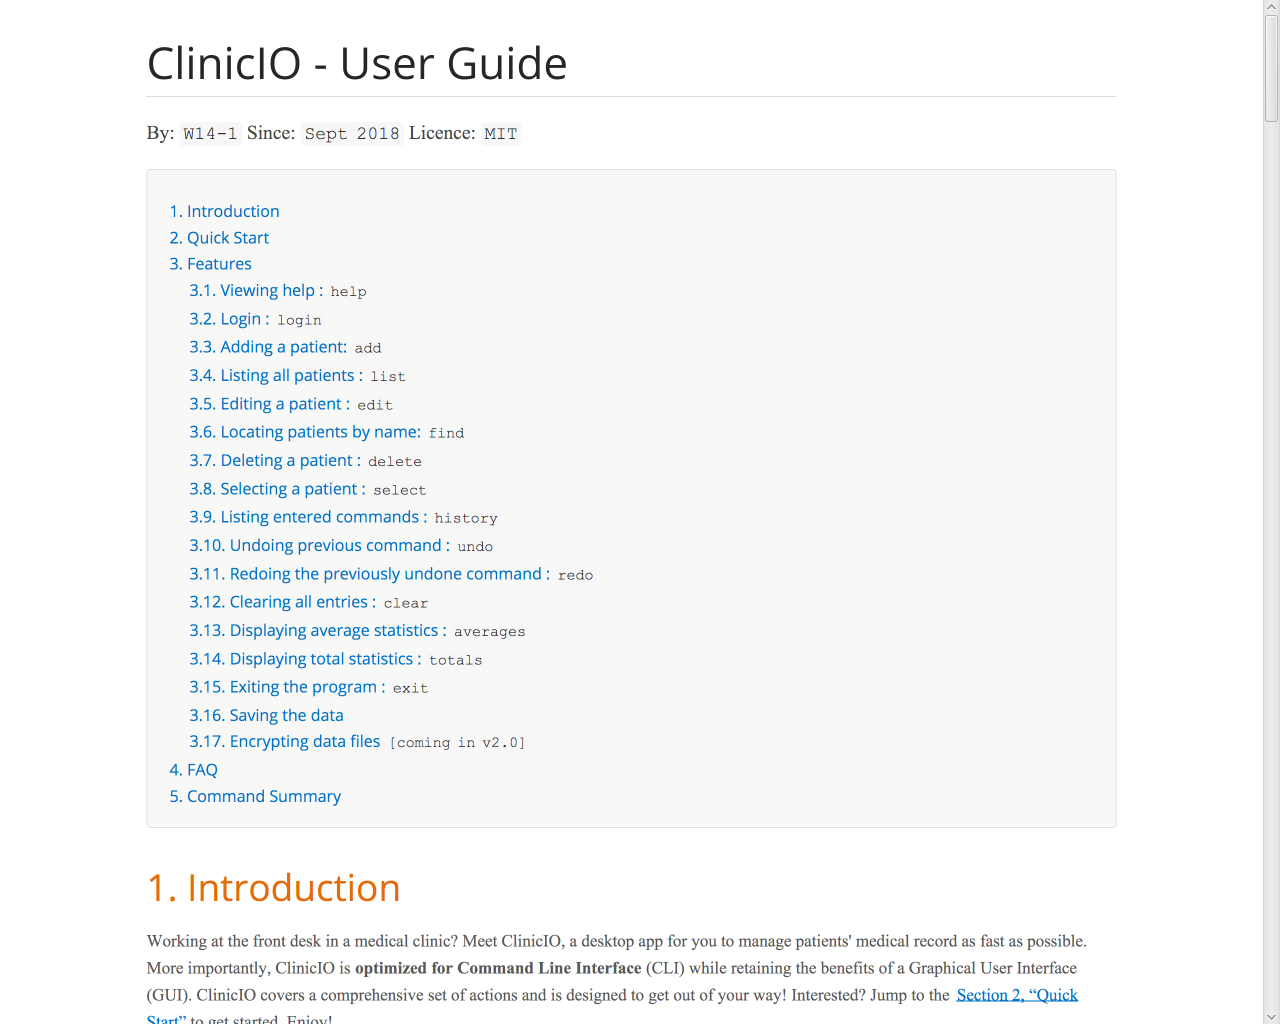 ClinicIO - User Guide
By: W14-1 Since: Sept 2018 Licence: MIT
1. Introduction
2. Quick Start
3. Features
3.1. Viewing help : help
3.2. Login : login
3.3. Adding a patient: add
3.4. Listing all patients : list
3.5. Editing a patient : edit
3.6. Locating patients by name: find
3.7. Deleting a patient : delete
3.8. Selecting a patient : select
3.9. Listing entered commands : history
3.10. Undoing previous command : undo
3.11. Redoing the previously undone command : redo
3.12. Clearing all entries : clear
3.13. Displaying average statistics : averages
3.14. Displaying total statistics : totals
3.15. Exiting the program : exit
3.16. Saving the data
3.17. Encrypting data files [coming in v2.0]
4. FAQ
5. Command Summary
1. Introduction
Working at the front desk in a medical clinic? Meet ClinicIO, a desktop app for you to manage patients' medical record as fast as possible.
More importantly, ClinicIO is optimized for Command Line Interface (CLI) while retaining the benefits of a Graphical User Interface
(GUI). ClinicIO covers a comprehensive set of actions and is designed to get out of your way! Interested? Jump to the Section 2, “Quick
Start” to get started. Enjoy!